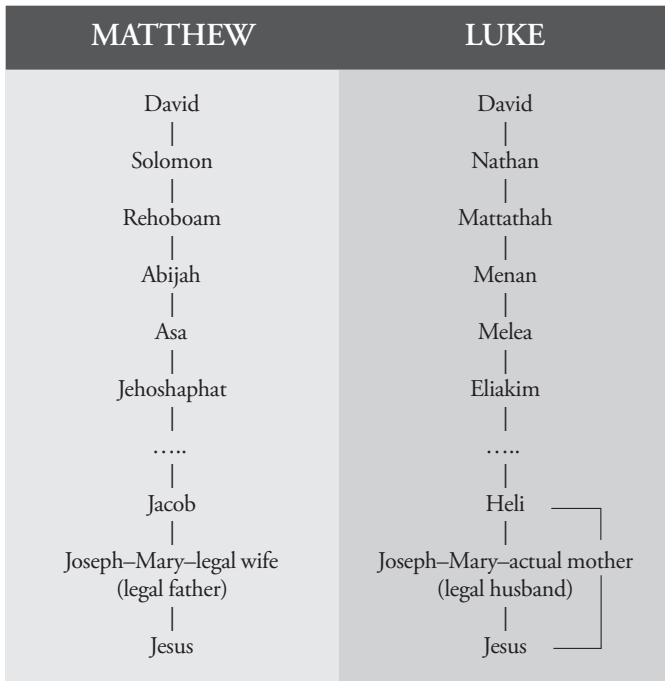 MATTHEW
David
Solomon
Rehoboam
Abijah
Asa
Jehoshaphat
…..
Jacob
Joseph–Mary–legal wife
(legal father)
Jesus
LUKE
David
Nathan
Mattathah
Menan
Melea
Eliakim
…..
Heli
Joseph–Mary–actual mother
(legal husband)
Jesus